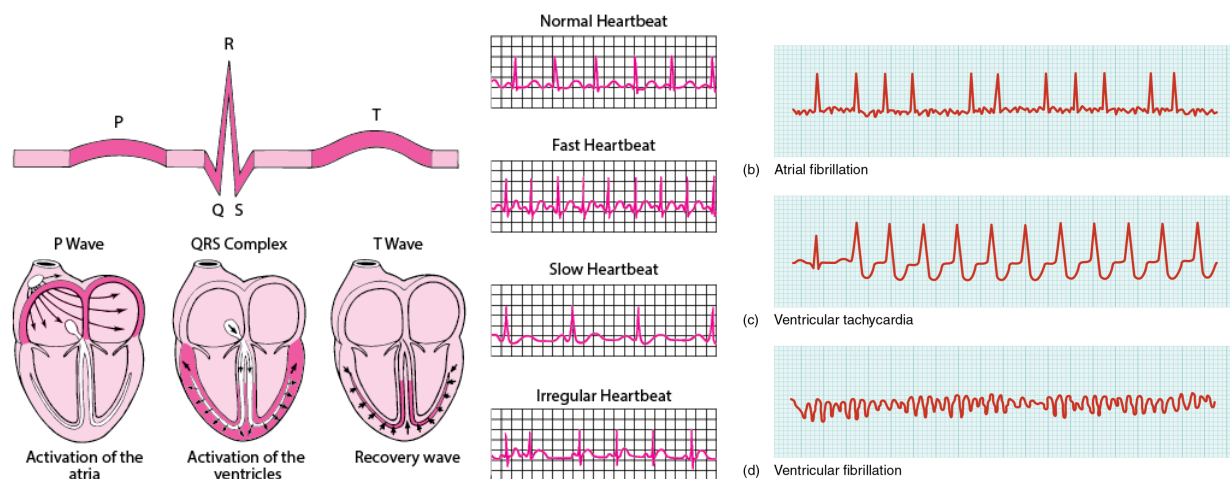 R
P
T
Q
S
P Wave
QRS Complex
T Wave
Activation of the
atria
Activation of the
ventricles
Recovery wave
Normal Heartbeat
Fast Heartbeat
Slow Heartbeat
Irregular Heartbeat
(b) Atrial fibrillation
(c) Ventricular tachycardia
(d) Ventricular fibrillation